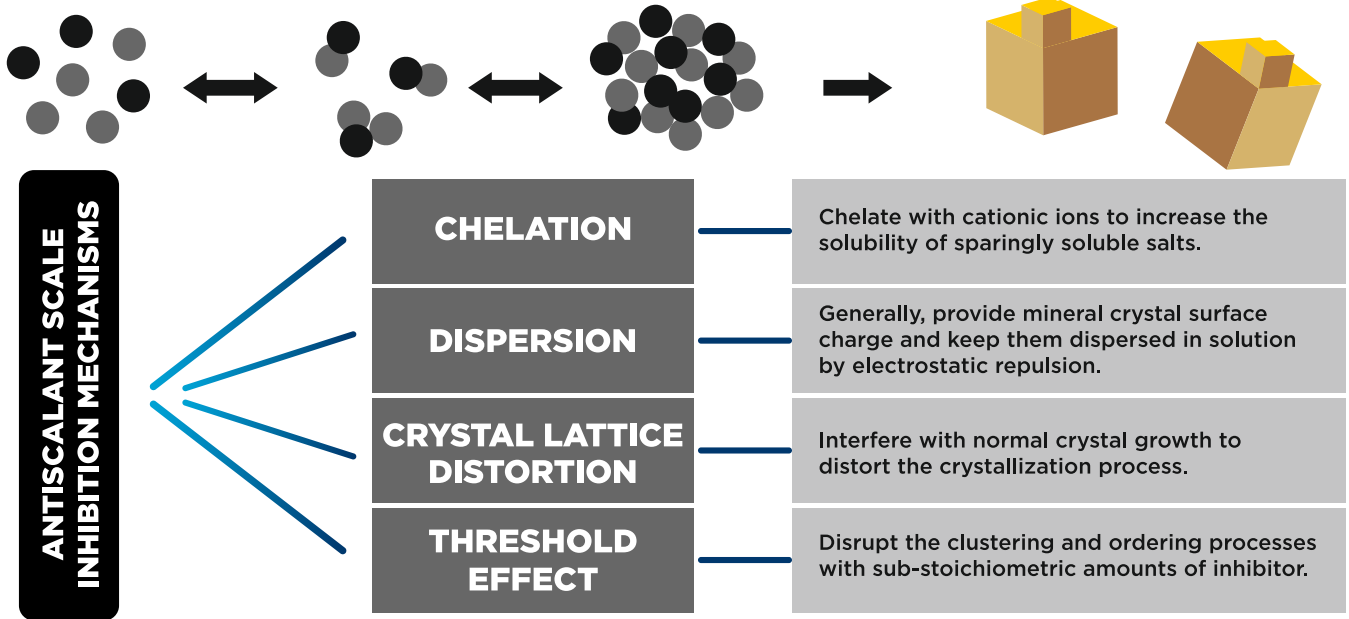 ANTISCALANT SCALE
INHIBITION MECHANISMS
CHELATION
Chelate with cationic ions to increase the
solubility of sparingly soluble salts.
DISPERSION
Generally, provide mineral crystal surface
charge and keep them dispersed in solution
by electrostatic repulsion.
CRYSTAL LATTICE
DISTORTION
Interfere with normal crystal growth to
distort the crystallization process.
THRESHOLD
EFFECT
Disrupt the clustering and ordering processes
with sub-stoichiometric amounts of inhibitor.